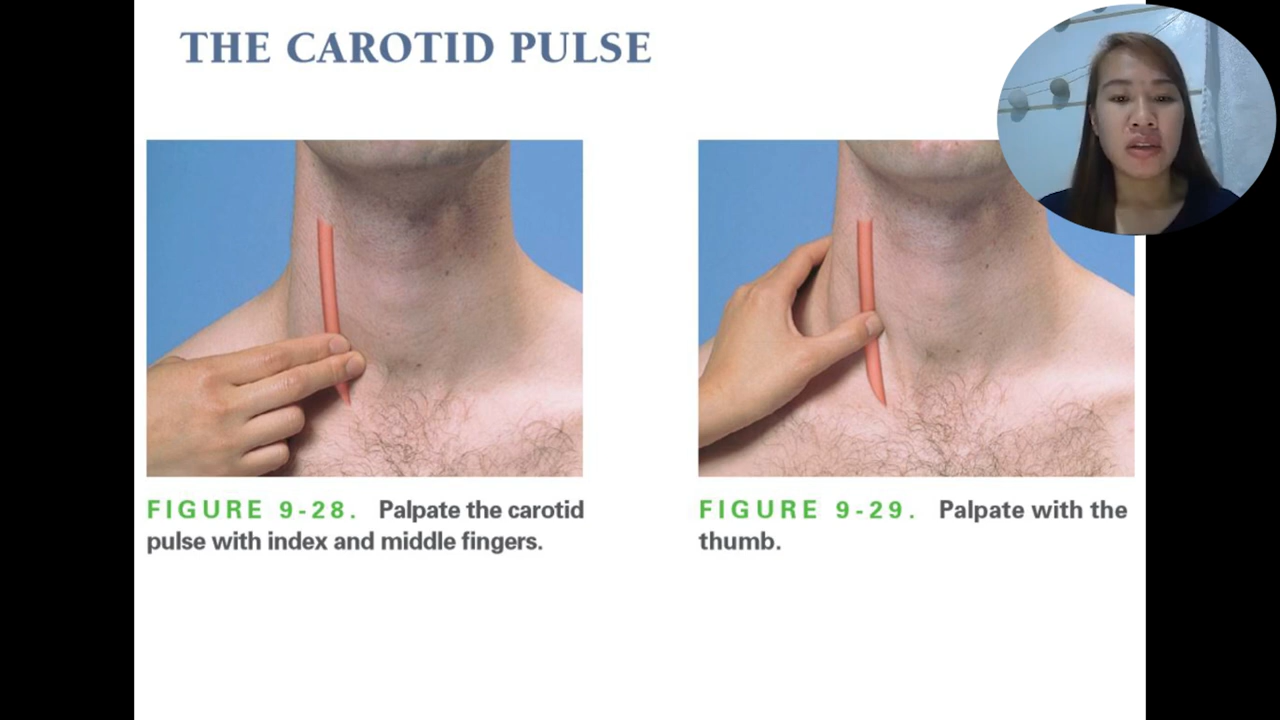 THE CAROTID PULSE
FIGURE 9-28. Palpate the carotid
pulse with index and middle fingers.
FIGURE 9-29. Palpate with the
thumb.